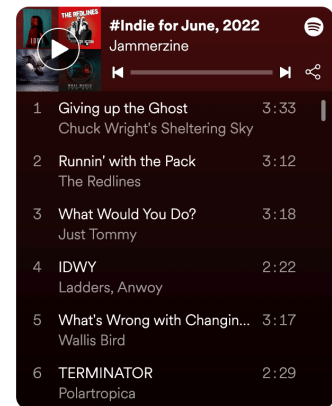 THE REDLINES
#Indie for June, 2022
Jammerzine
1 Giving up the Ghost 3:33
Chuck Wright's Sheltering Sky
2 Runnin' with the Pack 3:12
The Redlines
3 What Would You Do? 3:18
Just Tommy
4 IDWY 2:22
Ladders, Anwoy
5 What's Wrong with Changin... 3:17
Wallis Bird
6 TERMINATOR 2:29
Polartropica